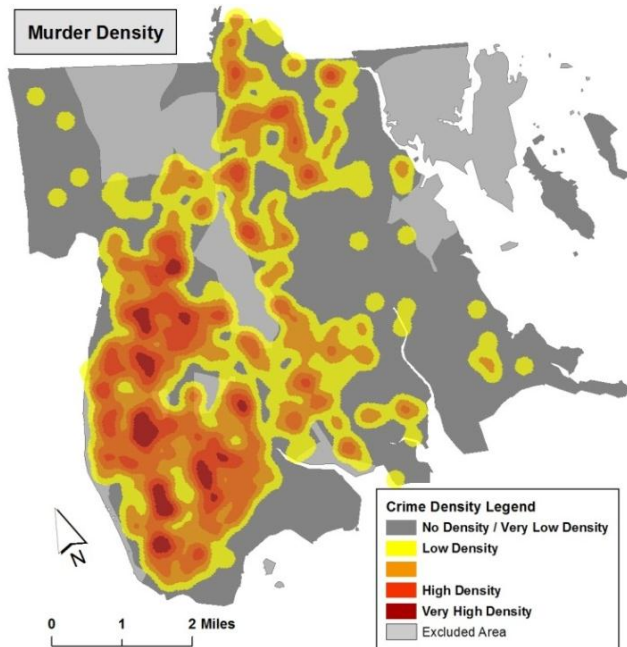 Murder Density
N
0 1 2 Miles
Crime Density Legend
No Density / Very Low Density
Low Density
High Density
Very High Density
Excluded Area